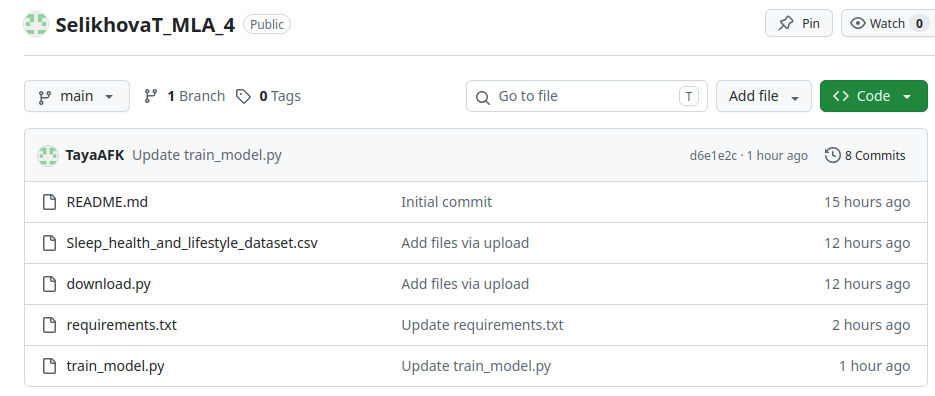 SelikhovaT_MLA_4 Public Pin Watch 0
main 1 Branch 0 Tags Go to file T Add file Code
TayaAFK Update train_model.py d6e1e2c · 1 hour ago 8 Commits
README.md Initial commit 15 hours ago
Sleep_health_and_lifestyle_dataset.csv Add files via upload 12 hours ago
download.py Add files via upload 12 hours ago
requirements.txt Update requirements.txt 2 hours ago
train_model.py Update train_model.py 1 hour ago